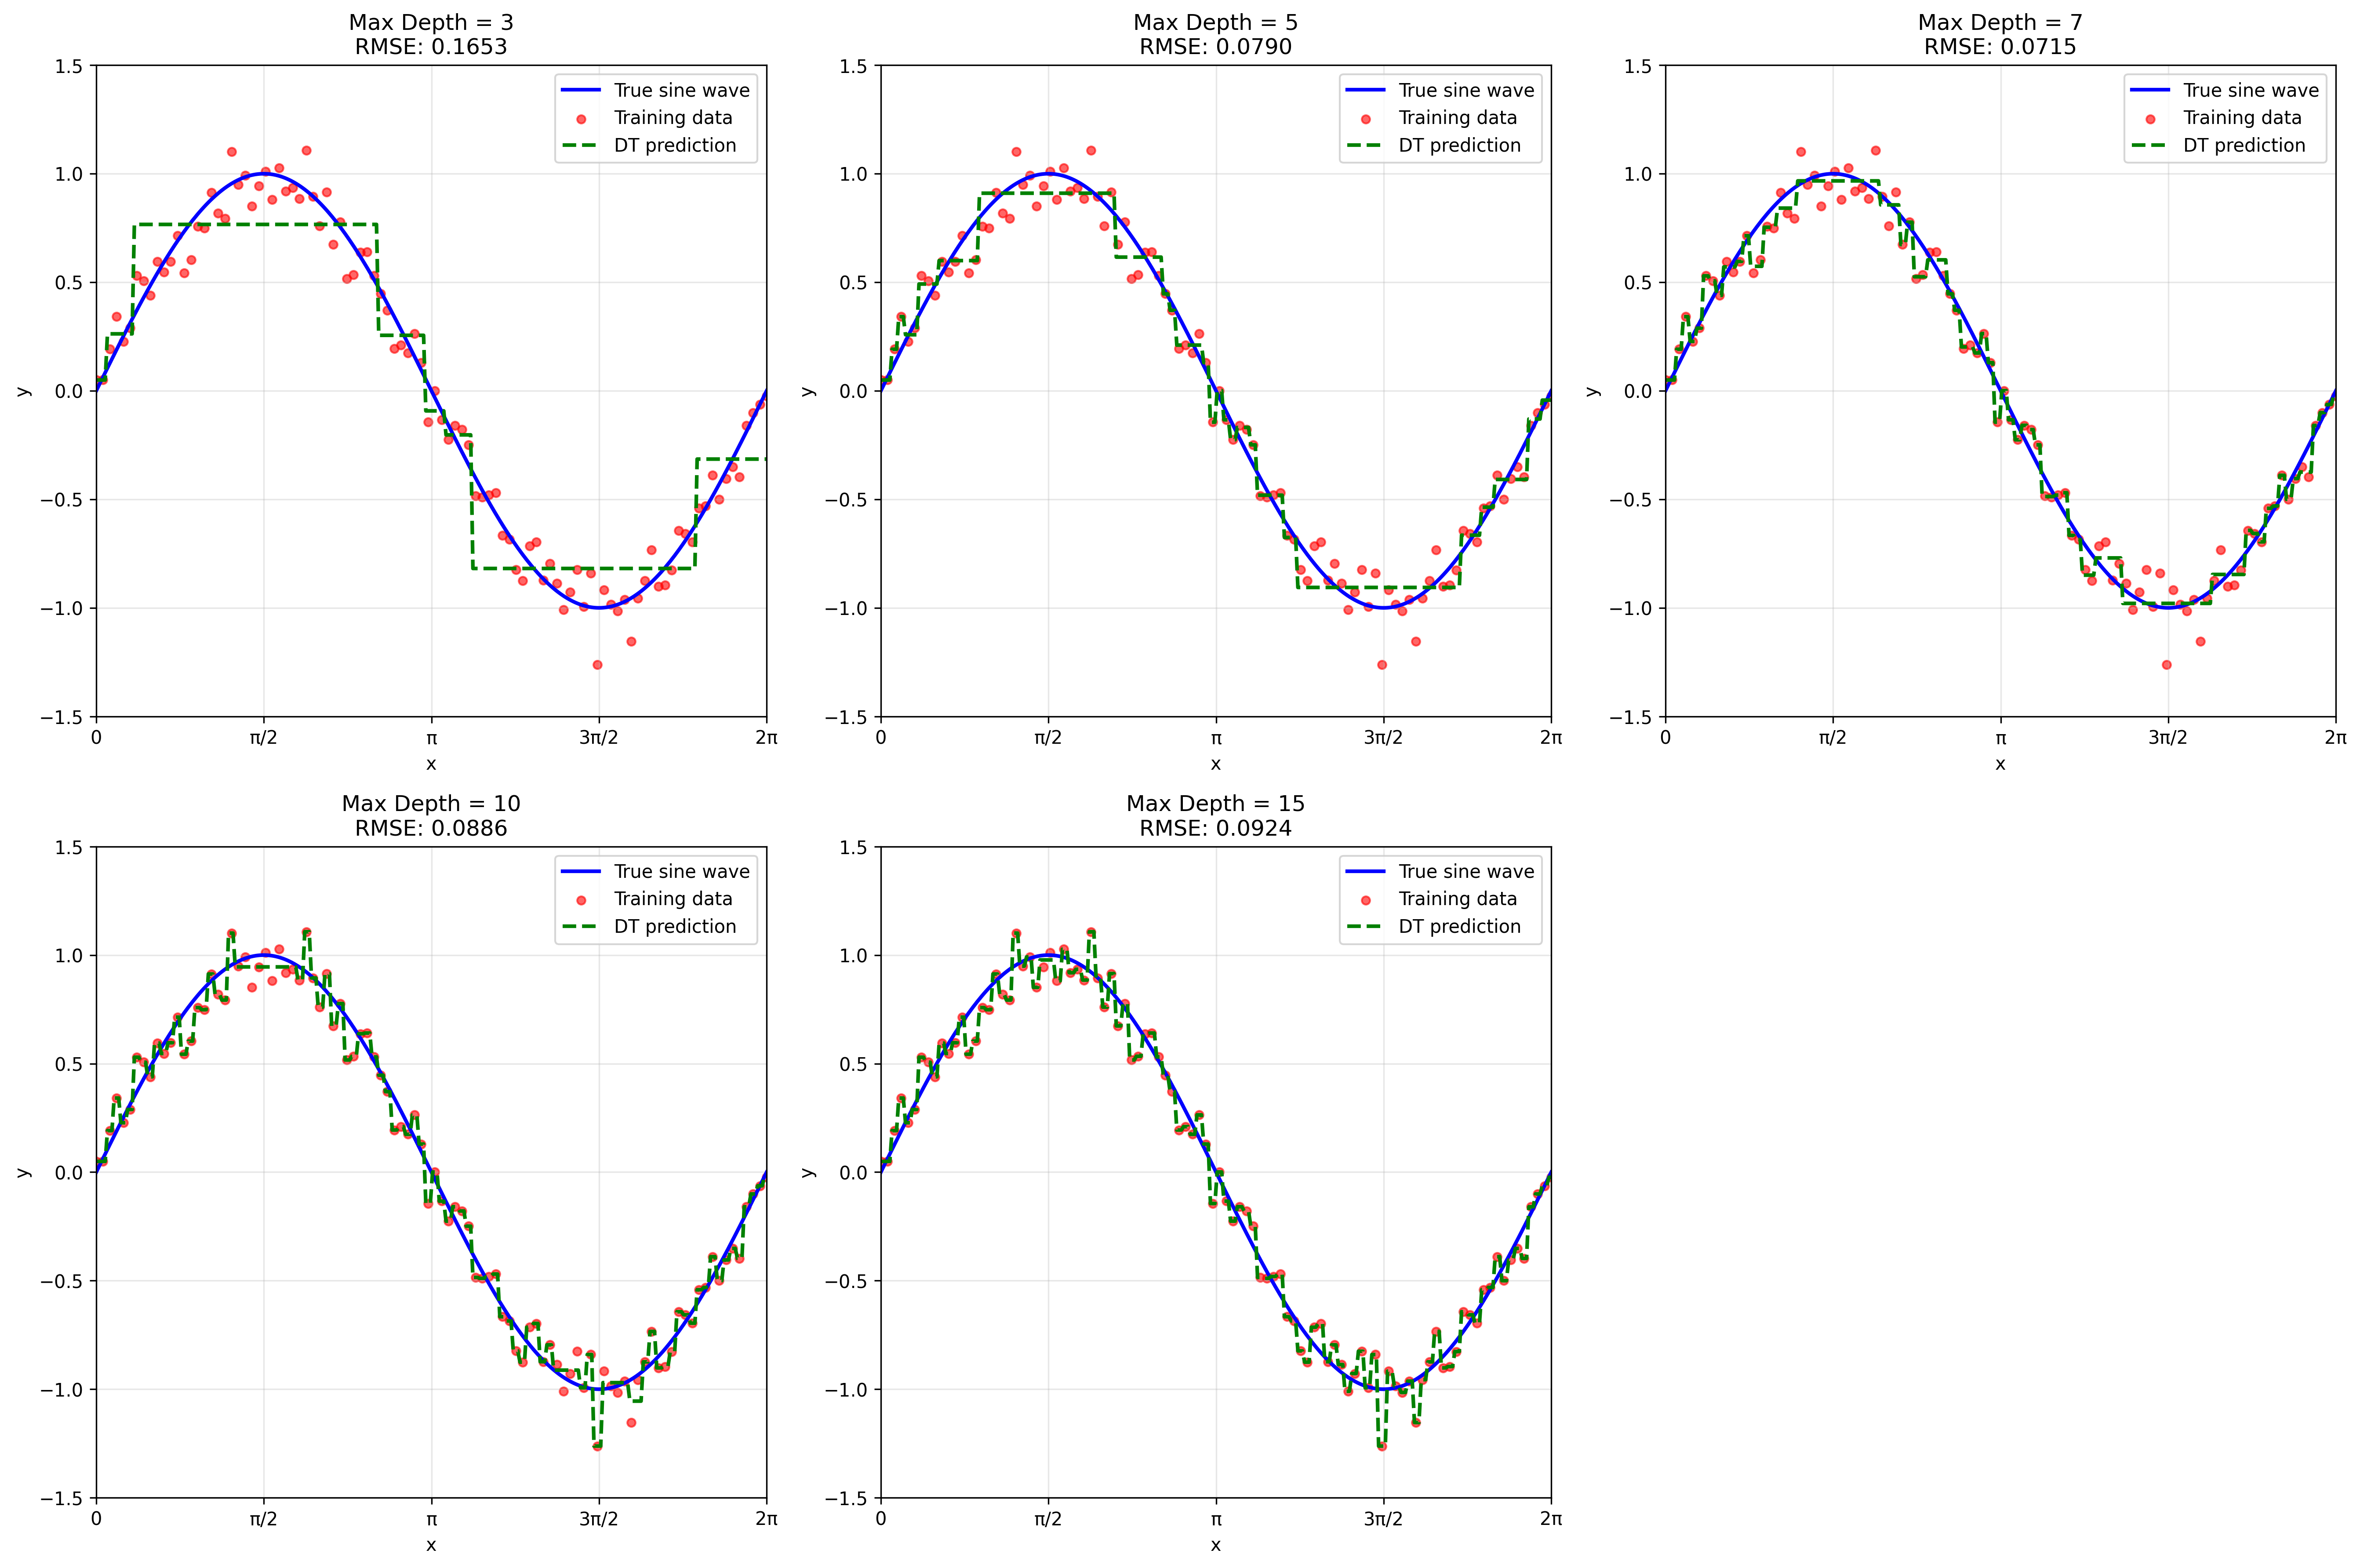 Max Depth = 3
RMSE: 0.1653
1.5
1.0
0.5
0.0
−0.5
−1.0
−1.5
y
0
π/2
π
3π/2
2π
x
True sine wave
Training data
DT prediction
Max Depth = 5
RMSE: 0.0790
1.5
1.0
0.5
0.0
−0.5
−1.0
−1.5
y
0
π/2
π
3π/2
2π
x
True sine wave
Training data
DT prediction
Max Depth = 7
RMSE: 0.0715
1.5
1.0
0.5
0.0
−0.5
−1.0
−1.5
y
0
π/2
π
3π/2
2π
x
True sine wave
Training data
DT prediction
Max Depth = 10
RMSE: 0.0886
1.5
1.0
0.5
0.0
−0.5
−1.0
−1.5
y
0
π/2
π
3π/2
2π
x
True sine wave
Training data
DT prediction
Max Depth = 15
RMSE: 0.0924
1.5
1.0
0.5
0.0
−0.5
−1.0
−1.5
y
0
π/2
π
3π/2
2π
x
True sine wave
Training data
DT prediction